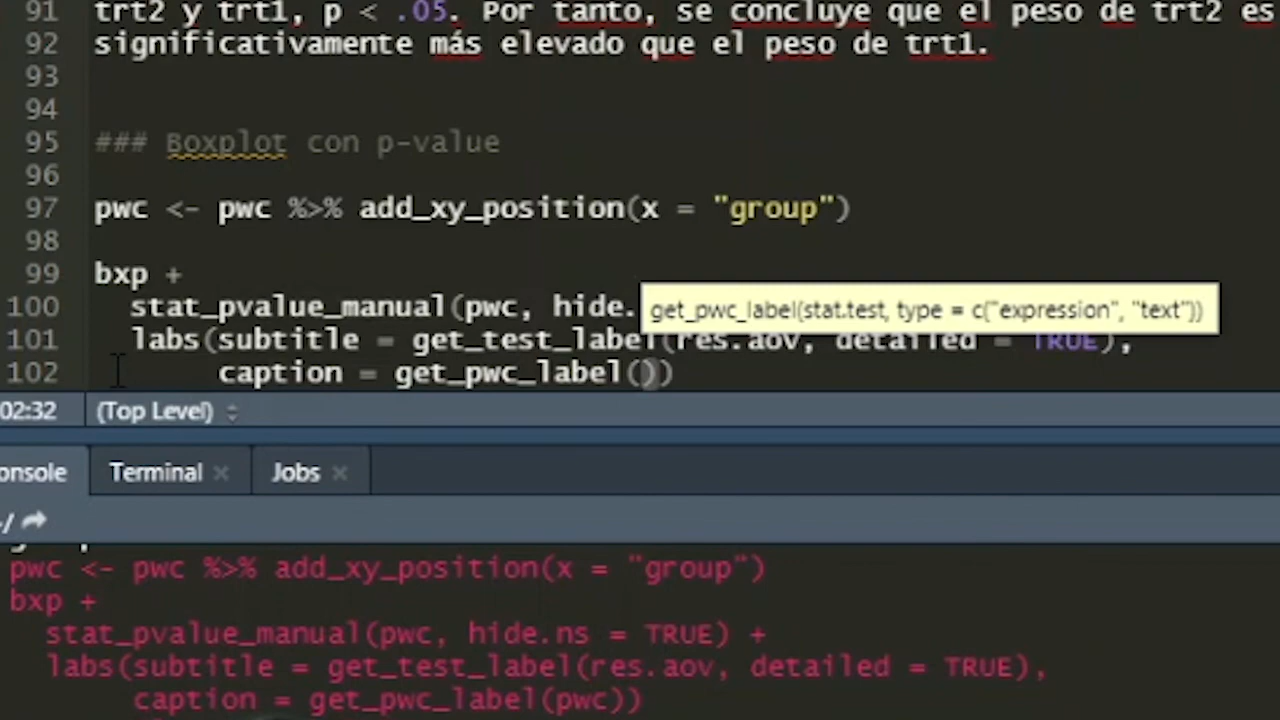 91 trt2 y trt1, p < .05. Por tanto, se concluye que el peso de trt2 es
92 significativamente más elevado que el peso de trt1.
93
94
95 ### Boxplot con p-value
96
97 pwc <- pwc %>% add_xy_position(x = "group")
98
99 bxp +
100 stat_pvalue_manual(pwc, hide.
get_pwc_label(stat.test, type = c("expression", "text"))
101 labs(subtitle = get_test_label(res.aov, detailed = TRUE),
102 caption = get_pwc_label())
02:32 (Top Level)
onsole Terminal Jobs
/
pwc <- pwc %>% add_xy_position(x = "group")
bxp +
stat_pvalue_manual(pwc, hide.ns = TRUE) +
labs(subtitle = get_test_label(res.aov, detailed = TRUE),
caption = get_pwc_label(pwc))